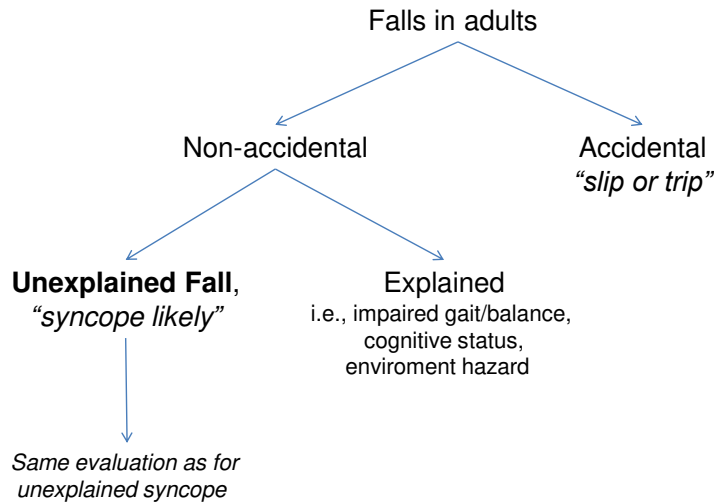 Falls in adults
Non-accidental
Accidental
“slip or trip”
Unexplained Fall,
“syncope likely”
Explained
i.e., impaired gait/balance,
cognitive status,
enviroment hazard
Same evaluation as for
unexplained syncope